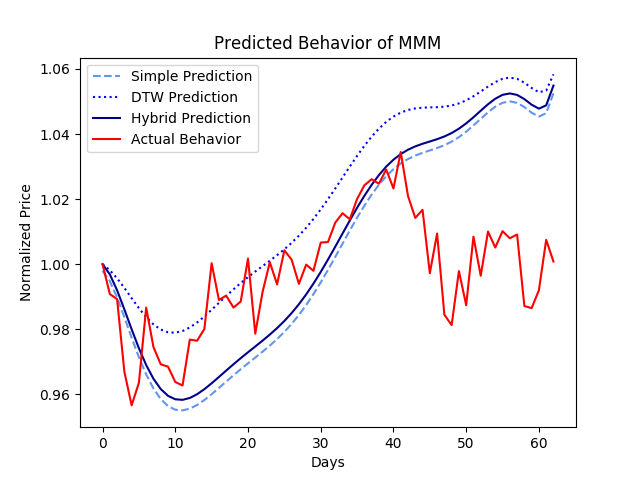 Predicted Behavior of MMM
Simple Prediction
DTW Prediction
Hybrid Prediction
Actual Behavior
Normalized Price
1.06
1.04
1.02
1.00
0.98
0.96
0 10 20 30 40 50 60
Days